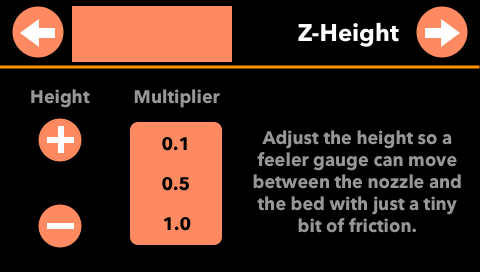 Z-Height
Height
Multiplier
0.1
0.5
1.0
Adjust the height so a
feeler gauge can move
between the nozzle and
the bed with just a tiny
bit of friction.